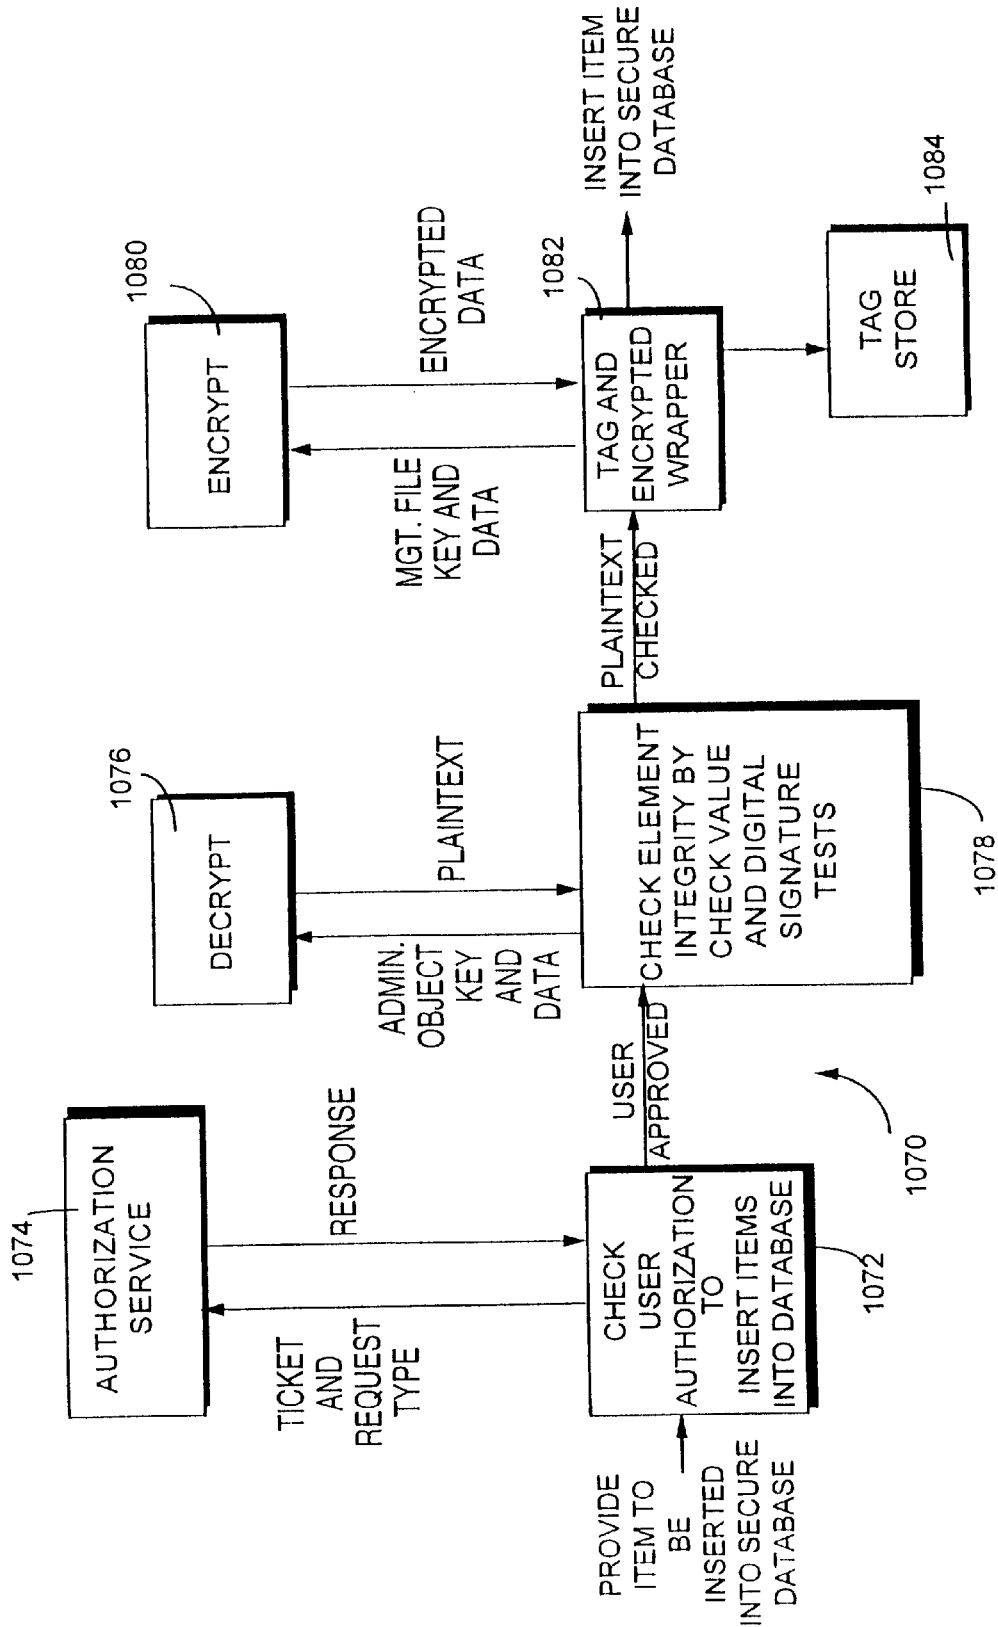 1074
AUTHORIZATION
SERVICE
TICKET
AND
REQUEST
TYPE
RESPONSE
PROVIDE
ITEM TO
BE
INSERTED
INTO SECURE
DATABASE
CHECK
USER
AUTHORIZATION
TO
INSERT ITEMS
INTO DATABASE
1072
1070
USER
APPROVED
1076
DECRYPT
ADMIN.
OBJECT
KEY
AND
DATA
PLAINTEXT
CHECK ELEMENT
INTEGRITY BY
CHECK VALUE
AND DIGITAL
SIGNATURE
TESTS
1078
PLAINTEXT
CHECKED
1080
ENCRYPT
MGT. FILE
KEY AND
DATA
ENCRYPTED
DATA
1082
TAG AND
ENCRYPTED
WRAPPER
INSERT ITEM
INTO SECURE
DATABASE
TAG
STORE
1084